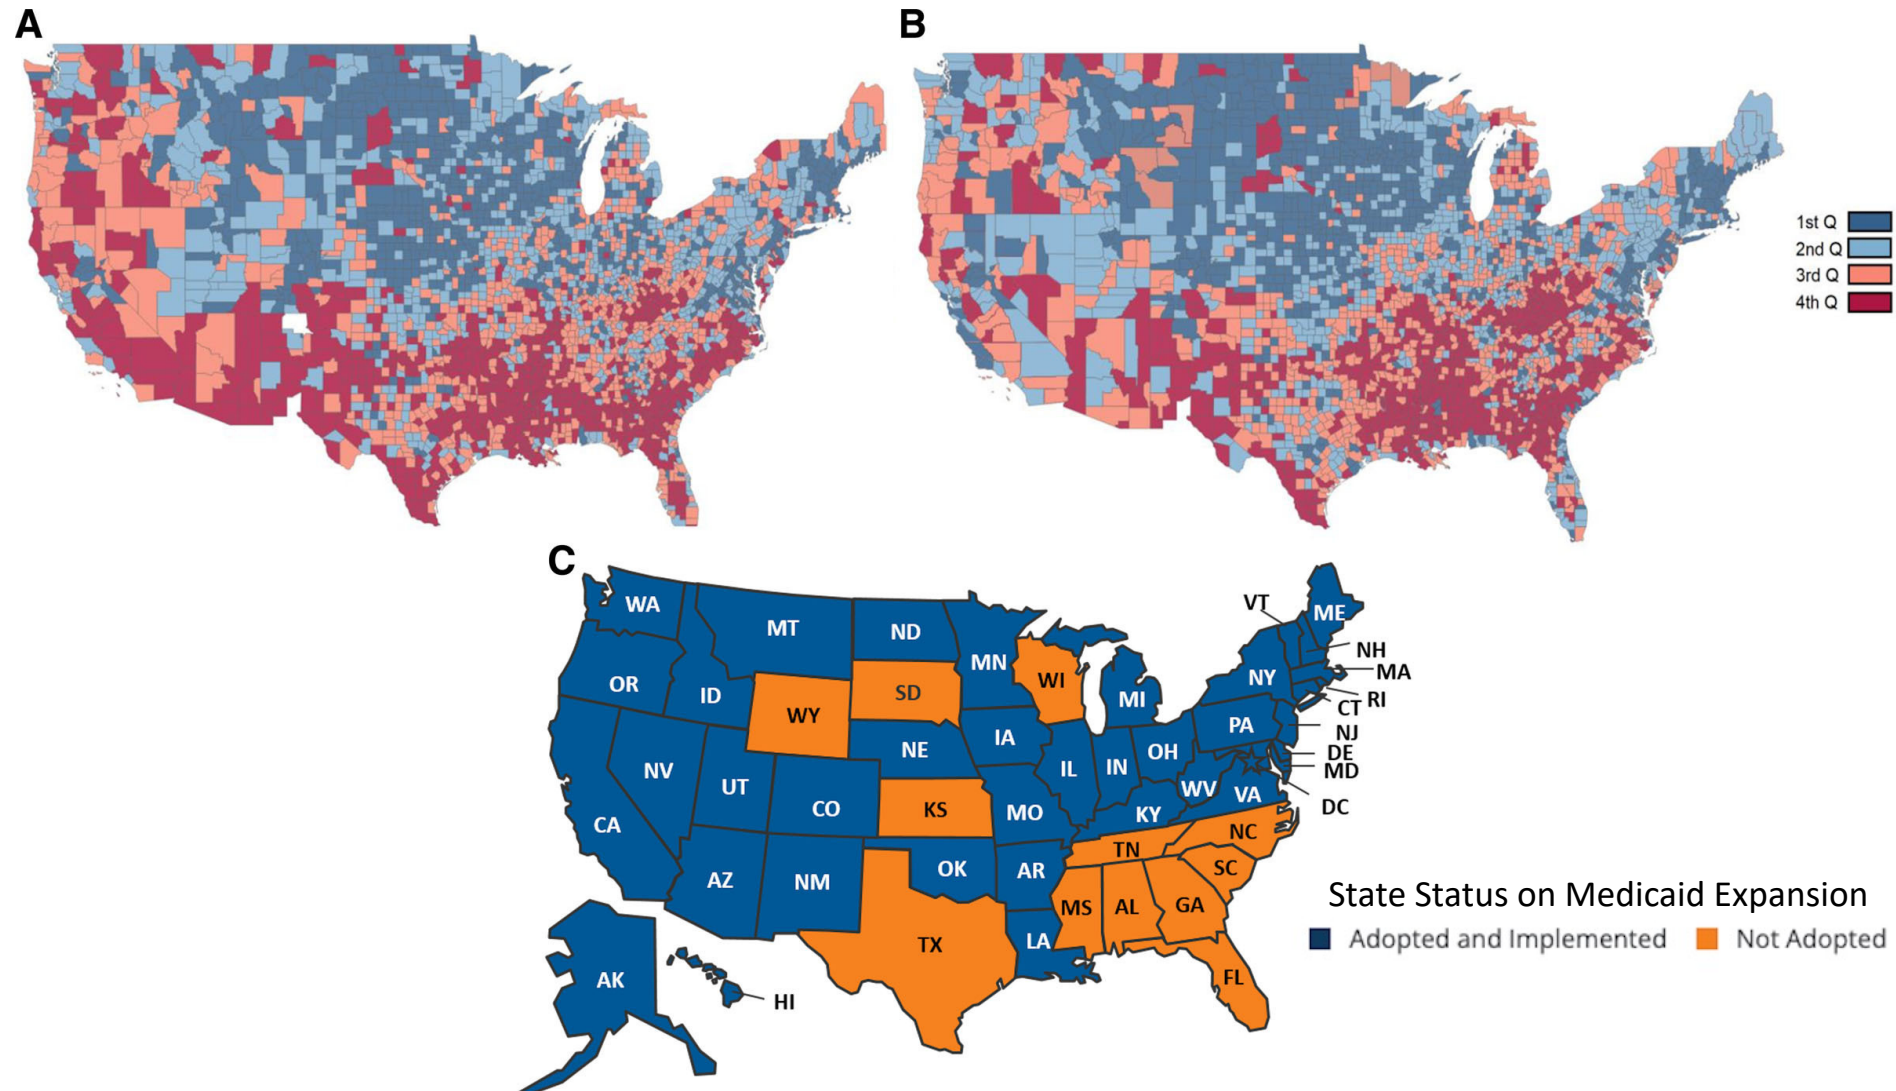 A
B
1st Q
2nd Q
3rd Q
4th Q
C
WA
MT
ND
MN
OR
ID
WY
SD
WI
MI
NY
VT
ME
NH
MA
RI
CT
NJ
DE
MD
DC
NV
UT
CO
NE
IA
IL
IN
OH
PA
WV
VA
KY
CA
KS
MO
AZ
NM
OK
AR
TN
NC
SC
MS
AL
GA
TX
LA
FL
AK
HI
State Status on Medicaid Expansion
Adopted and Implemented
Not Adopted